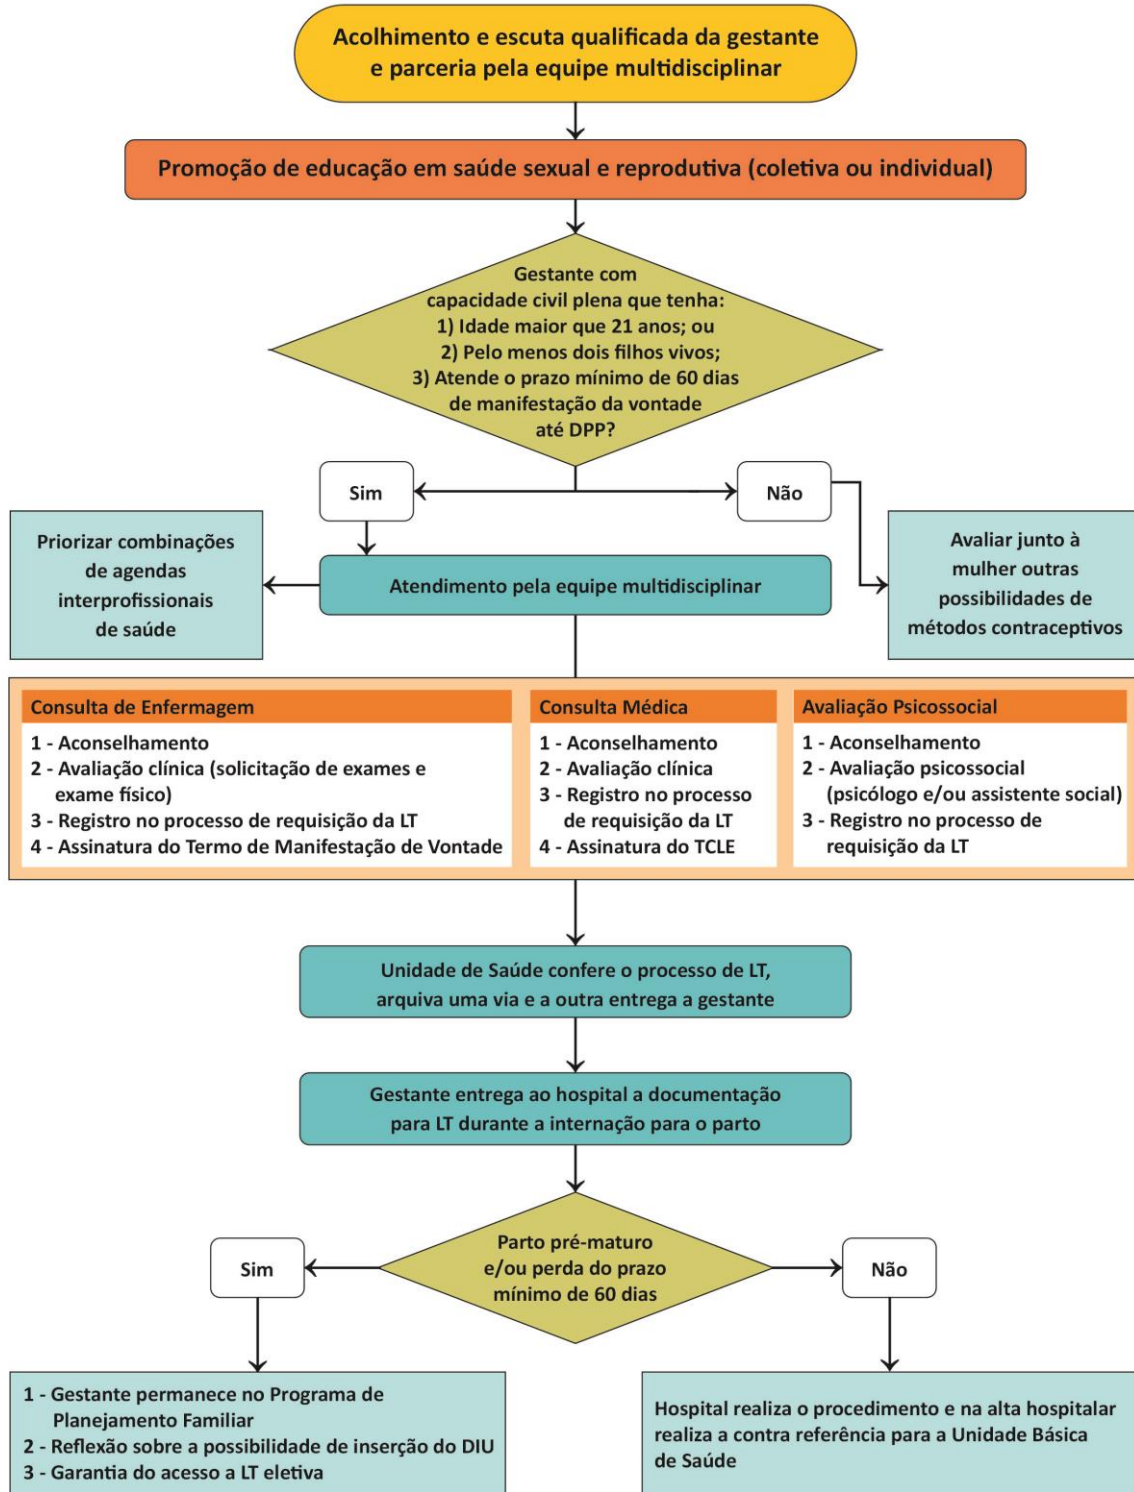 Acolhimento e escuta qualificada da gestante
e parceria pela equipe multidisciplinar
Promoção de educação em saúde sexual e reprodutiva (coletiva ou individual)
Gestante com
capacidade civil plena que tenha:
1) Idade maior que 21 anos; ou
2) Pelo menos dois filhos vivos;
3) Atende o prazo mínimo de 60 dias
de manifestação da vontade
até DPP?
Sim
Não
Priorizar combinações
de agendas
interprofissionais
de saúde
Atendimento pela equipe multidisciplinar
Avaliar junto à
mulher outras
possibilidades de
métodos contraceptivos
Consulta de Enfermagem
1 - Aconselhamento
2 - Avaliação clínica (solicitação de exames e
exame físico)
3 - Registro no processo de requisição da LT
4 - Assinatura do Termo de Manifestação de Vontade
Consulta Médica
1 - Aconselhamento
2 - Avaliação clínica
3 - Registro no processo
de requisição da LT
4 - Assinatura do TCLE
Avaliação Psicossocial
1 - Aconselhamento
2 - Avaliação psicossocial
(psicólogo e/ou assistente social)
3 - Registro no processo de
requisição da LT
Unidade de Saúde confere o processo de LT,
arquiva uma via e a outra entrega a gestante
Gestante entrega ao hospital a documentação
para LT durante a internação para o parto
Parto pré-maturo
e/ou perda do prazo
mínimo de 60 dias
Sim
Não
1 - Gestante permanece no Programa de
Planejamento Familiar
2 - Reflexão sobre a possibilidade de inserção do DIU
3 - Garantia do acesso a LT eletiva
Hospital realiza o procedimento e na alta hospitalar
realiza a contra referência para a Unidade Básica
de Saúde